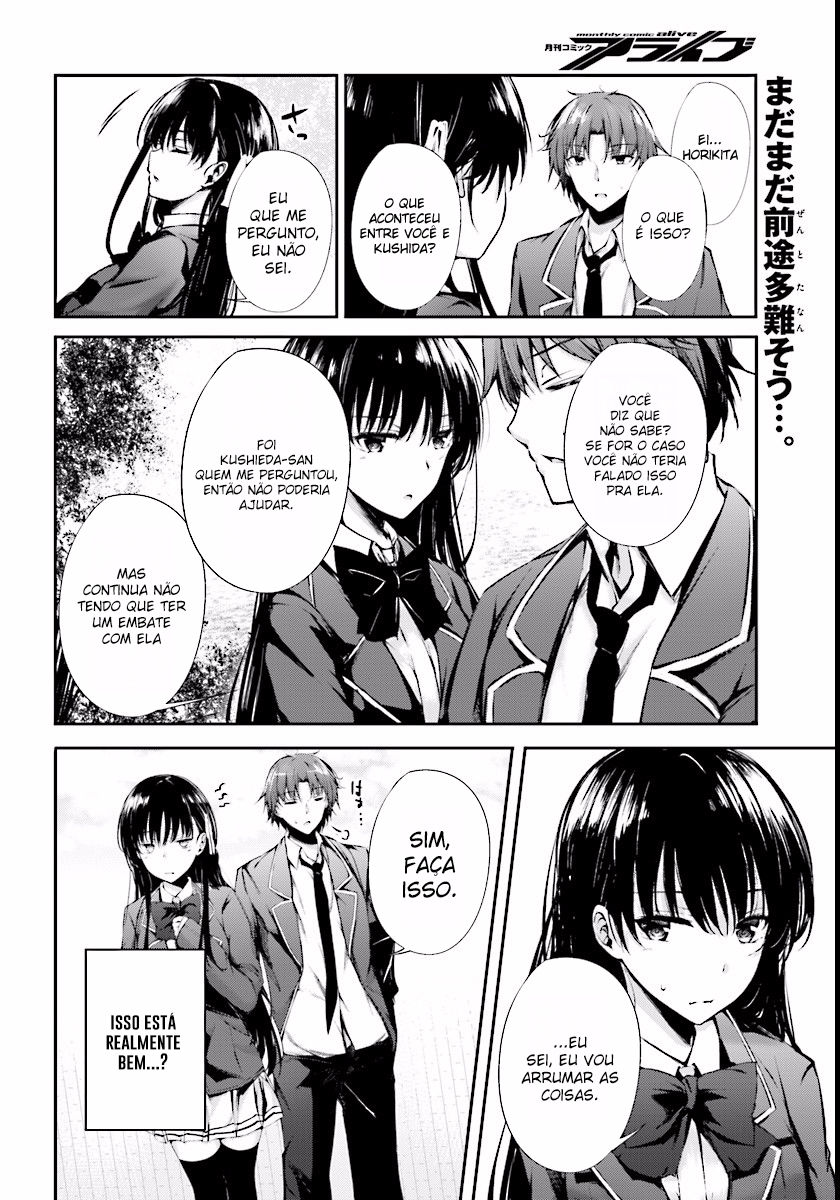 monthly comic alive
月刊コミック
アライブ
まだまだ前途多難そう…。
ぜんとたなん
EI...
HORIKITA
O QUE
É ISSO?
O QUE
ACONTECEU
ENTRE VOCÊ E
KUSHIDA?
EU
QUE ME
PERGUNTO,
EU NÃO
SEI.
VOCÊ
DIZ QUE
NÃO SABE?
SE FOR O CASO
VOCÊ NÃO TERIA
FALADO ISSO
PRA ELA.
FOI
KUSHIEDA-SAN
QUEM ME PERGUNTOU,
ENTÃO NÃO PODERIA
AJUDAR.
MAS
CONTINUA NÃO
TENDO QUE TER
UM EMBATE
COM ELA
...EU
SEI, EU VOU
ARRUMAR AS
COISAS.
SIM,
FAÇA
ISSO.
ISSO ESTÁ
REALMENTE
BEM...?